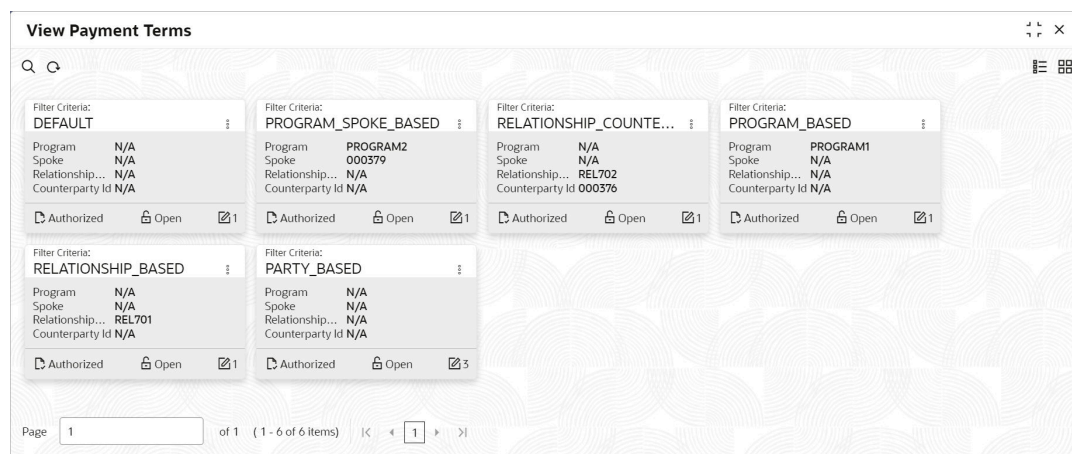 View Payment Terms
Filter Criteria: Filter Criteria: Filter Criteria: Filter Criteria:
DEFAULT PROGRAM_SPOKE_BASED RELATIONSHIP_COUNTE... PROGRAM_BASED
Program N/A Program PROGRAM2 Program N/A Program PROGRAM1
Spoke N/A Spoke 000379 Spoke N/A Spoke N/A
Relationship... N/A Relationship... N/A Relationship... REL702 Relationship... N/A
Counterparty Id N/A Counterparty Id N/A Counterparty Id 000376 Counterparty Id N/A
Authorized Open 1 Authorized Open 1 Authorized Open 1 Authorized Open 1
Filter Criteria: Filter Criteria:
RELATIONSHIP_BASED PARTY_BASED
Program N/A Program N/A
Spoke N/A Spoke N/A
Relationship... REL701 Relationship... N/A
Counterparty Id N/A Counterparty Id N/A
Authorized Open 1 Authorized Open 3
Page 1 of 1 ( 1 - 6 of 6 items) 1